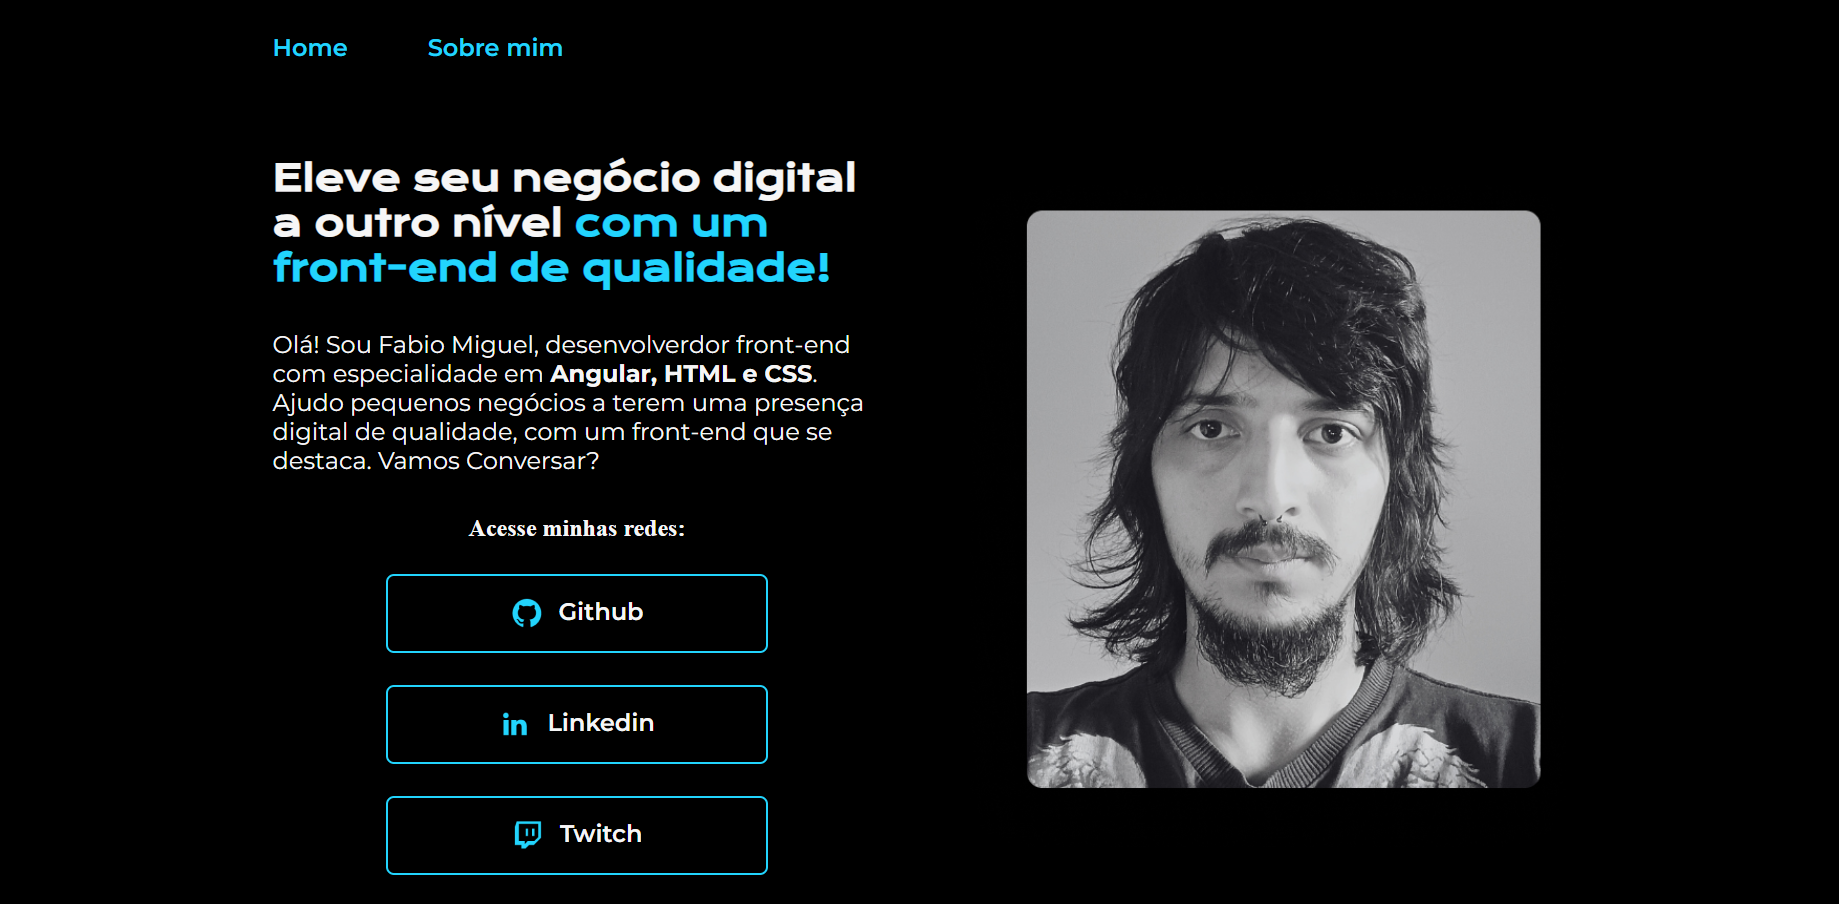 Home
Sobre mim
Eleve seu negócio digital
a outro nível com um
front-end de qualidade!
Olá! Sou Fabio Miguel, desenvolverdor front-end
com especialidade em Angular, HTML e CSS.
Ajudo pequenos negócios a terem uma presença
digital de qualidade, com um front-end que se
destaca. Vamos Conversar?
Acesse minhas redes:
Github
in Linkedin
Twitch